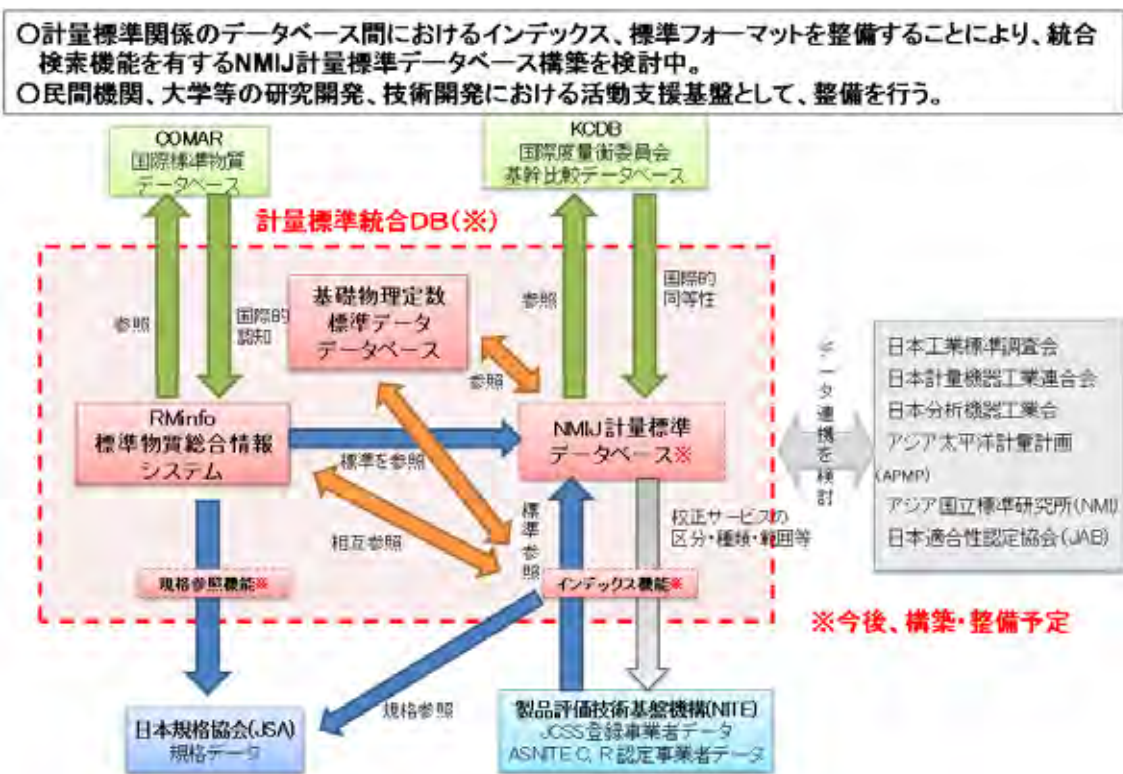 ○計量標準関係のデータベース間におけるインデックス、標準フォーマットを整備することにより、統合
検索機能を有するNMIJ計量標準データベース構築を検討中。
○民間機関、大学等の研究開発、技術開発における活動支援基盤として、整備を行う。
COMAR
国際標準物質
データベース
KCDB
国際度量衡委員会
基幹比較データベース
計量標準統合DB(※)
参照
国際的
認知
基礎物理定数
標準データ
データベース
参照
国際的
同等性
参照
RMinfo
標準物質総合情報
システム
標準を参照
NMIJ計量標準
データベース※
データ連携を検討
日本工業標準調査会
日本計量機器工業連合会
日本分析機器工業会
アジア太平洋計量計画
(APMP)
アジア国立標準研究所(NMI)
日本適合性認定協会(JAB)
相互参照
標準参照
校正サービスの
区分・種類・範囲等
規格参照機能※
インデックス機能※
※今後、構築・整備予定
規格参照
日本規格協会(JSA)
規格データ
製品評価技術基盤機構(NITE)
JCSS登録事業者データ
ASNITE C, R 認定事業者データ